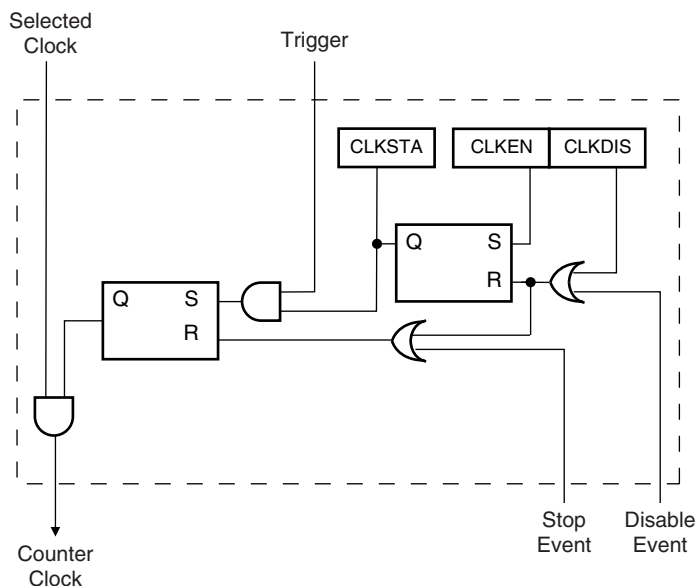 Selected
Clock
Trigger
CLKSTA
CLKEN
CLKDIS
Q
S
R
Q
S
R
Stop
Event
Disable
Event
Counter
Clock